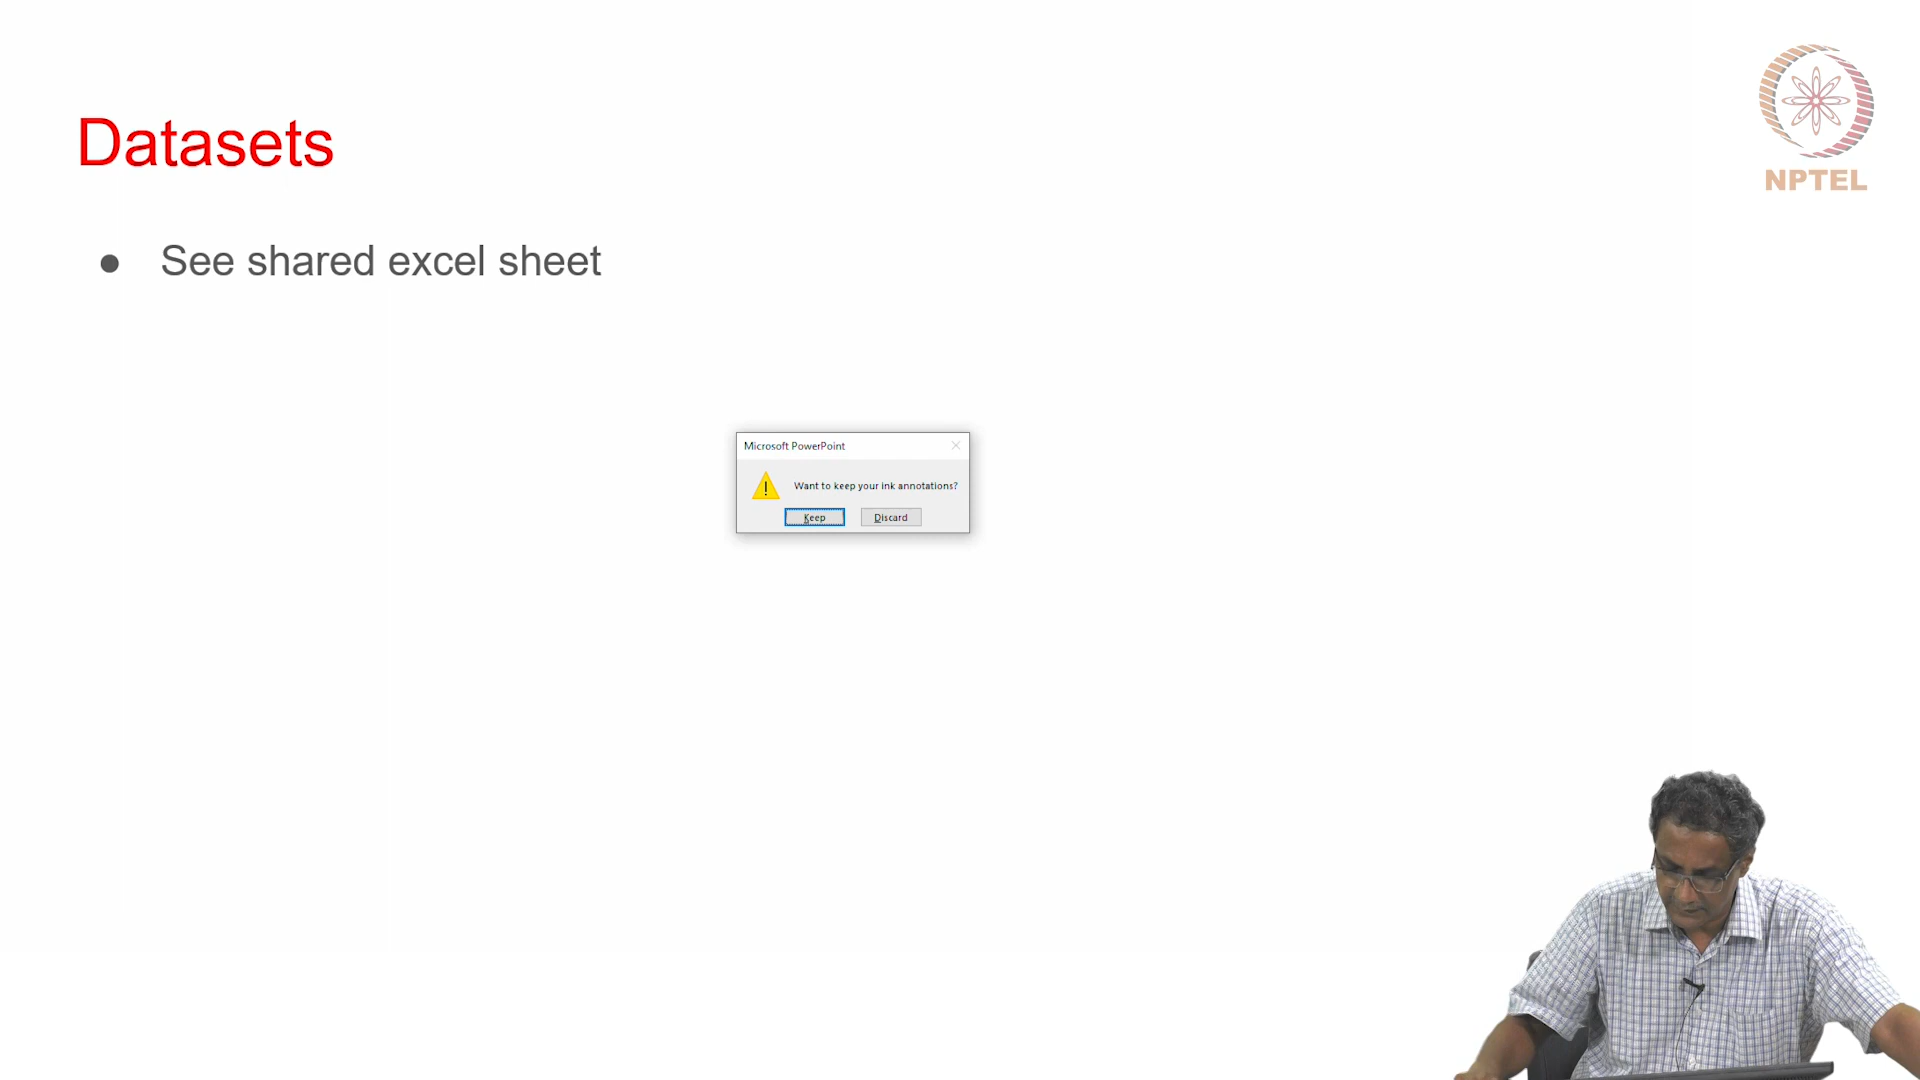 NPTEL
Datasets
● See shared excel sheet
Microsoft PowerPoint
Want to keep your ink annotations?
Keep
Discard